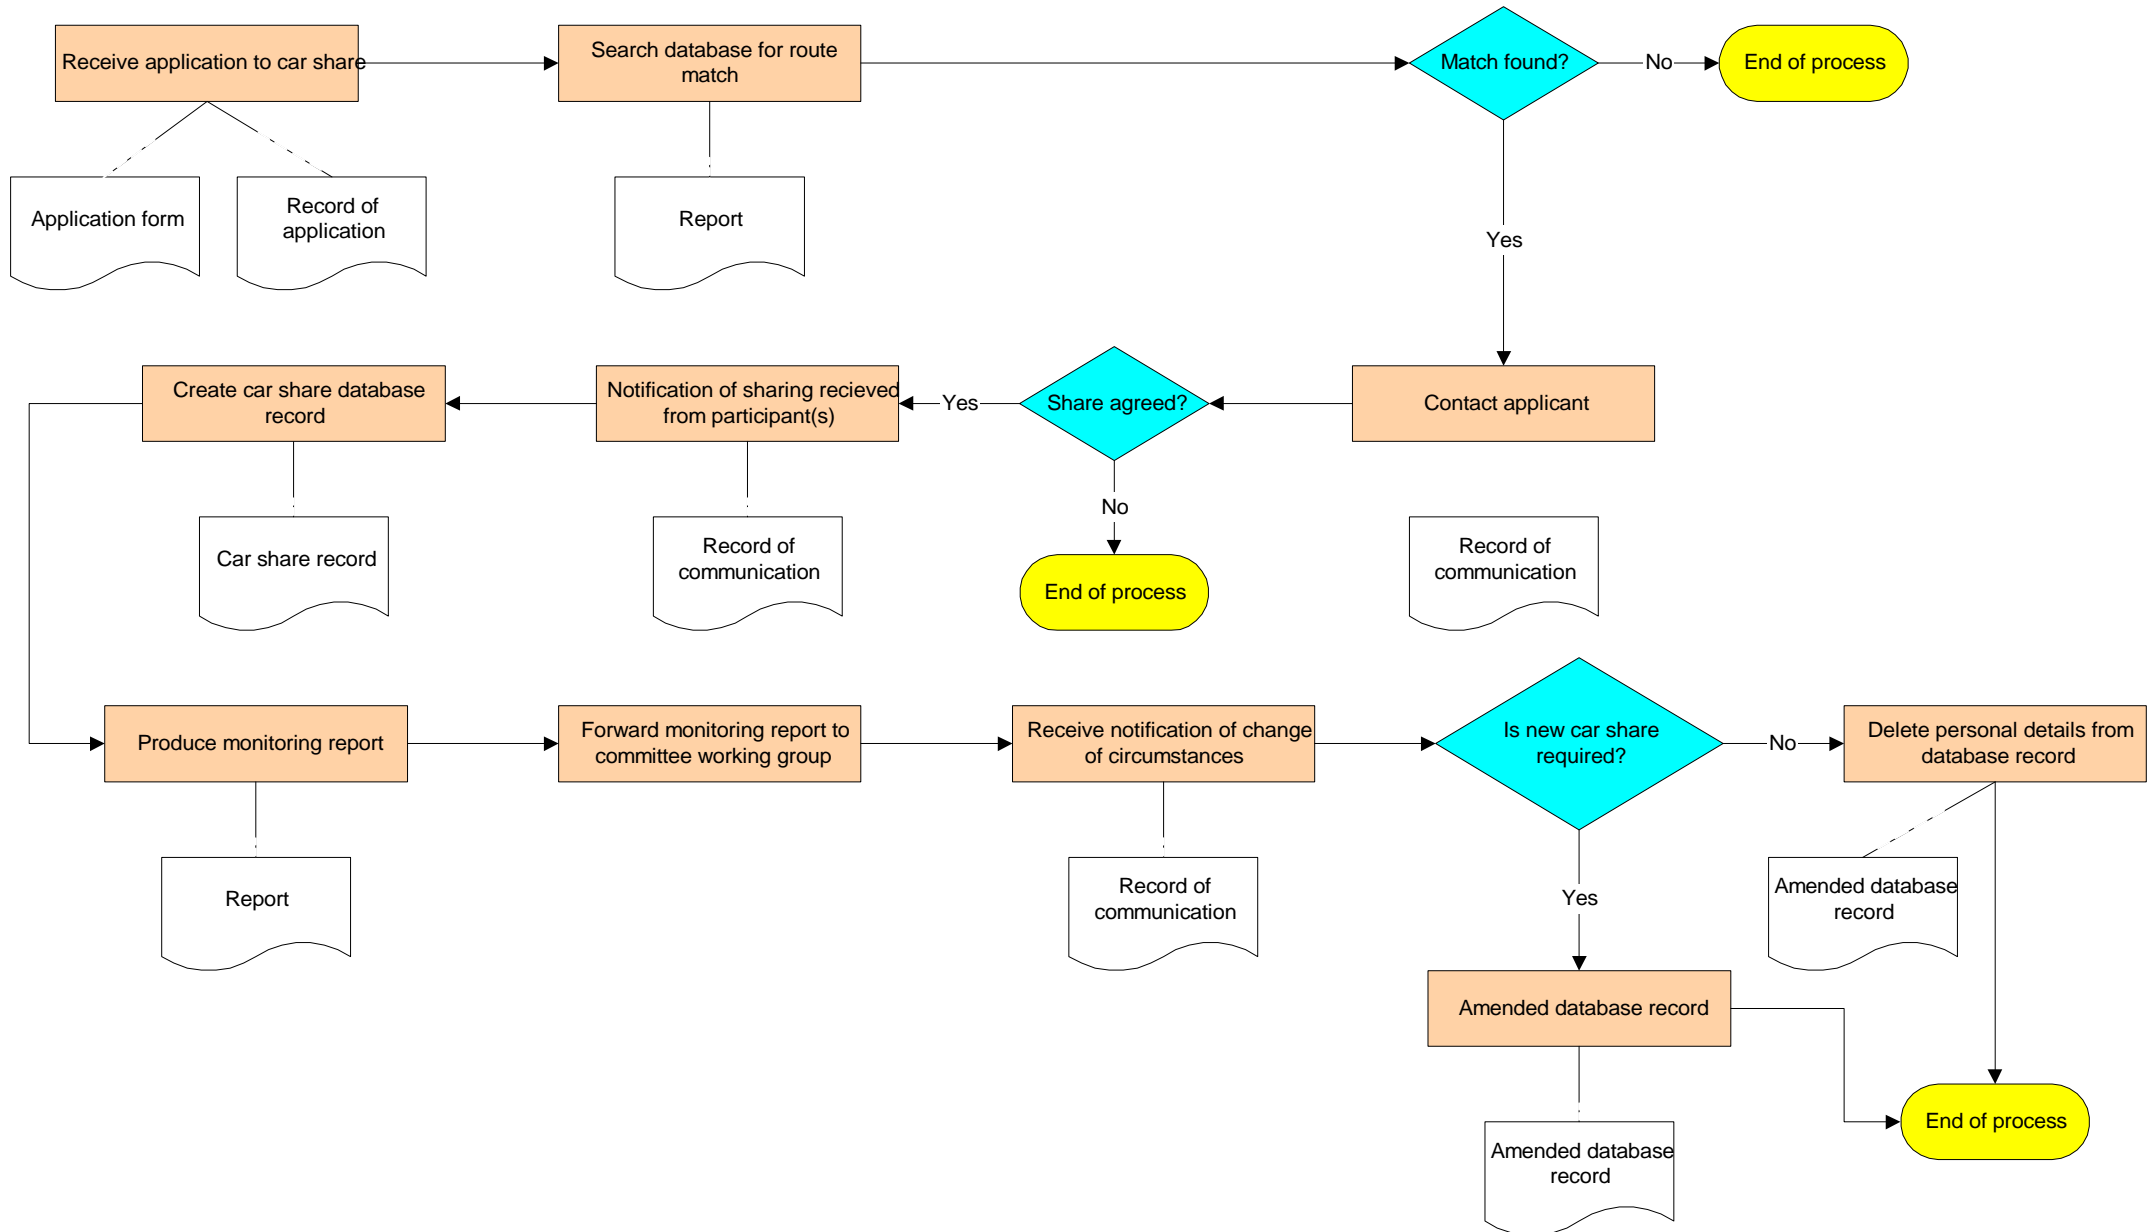 Receive application to car share
Search database for route
match
Match found?
No
End of process
Application form
Record of
application
Report
Yes
Create car share database
record
Notification of sharing recieved
from participant(s)
Yes
Share agreed?
Contact applicant
No
Car share record
Record of
communication
End of process
Record of
communication
Produce monitoring report
Forward monitoring report to
committee working group
Receive notification of change
of circumstances
Is new car share
required?
No
Delete personal details from
database record
Report
Record of
communication
Yes
Amended database
record
Amended database record
End of process
Amended database
record